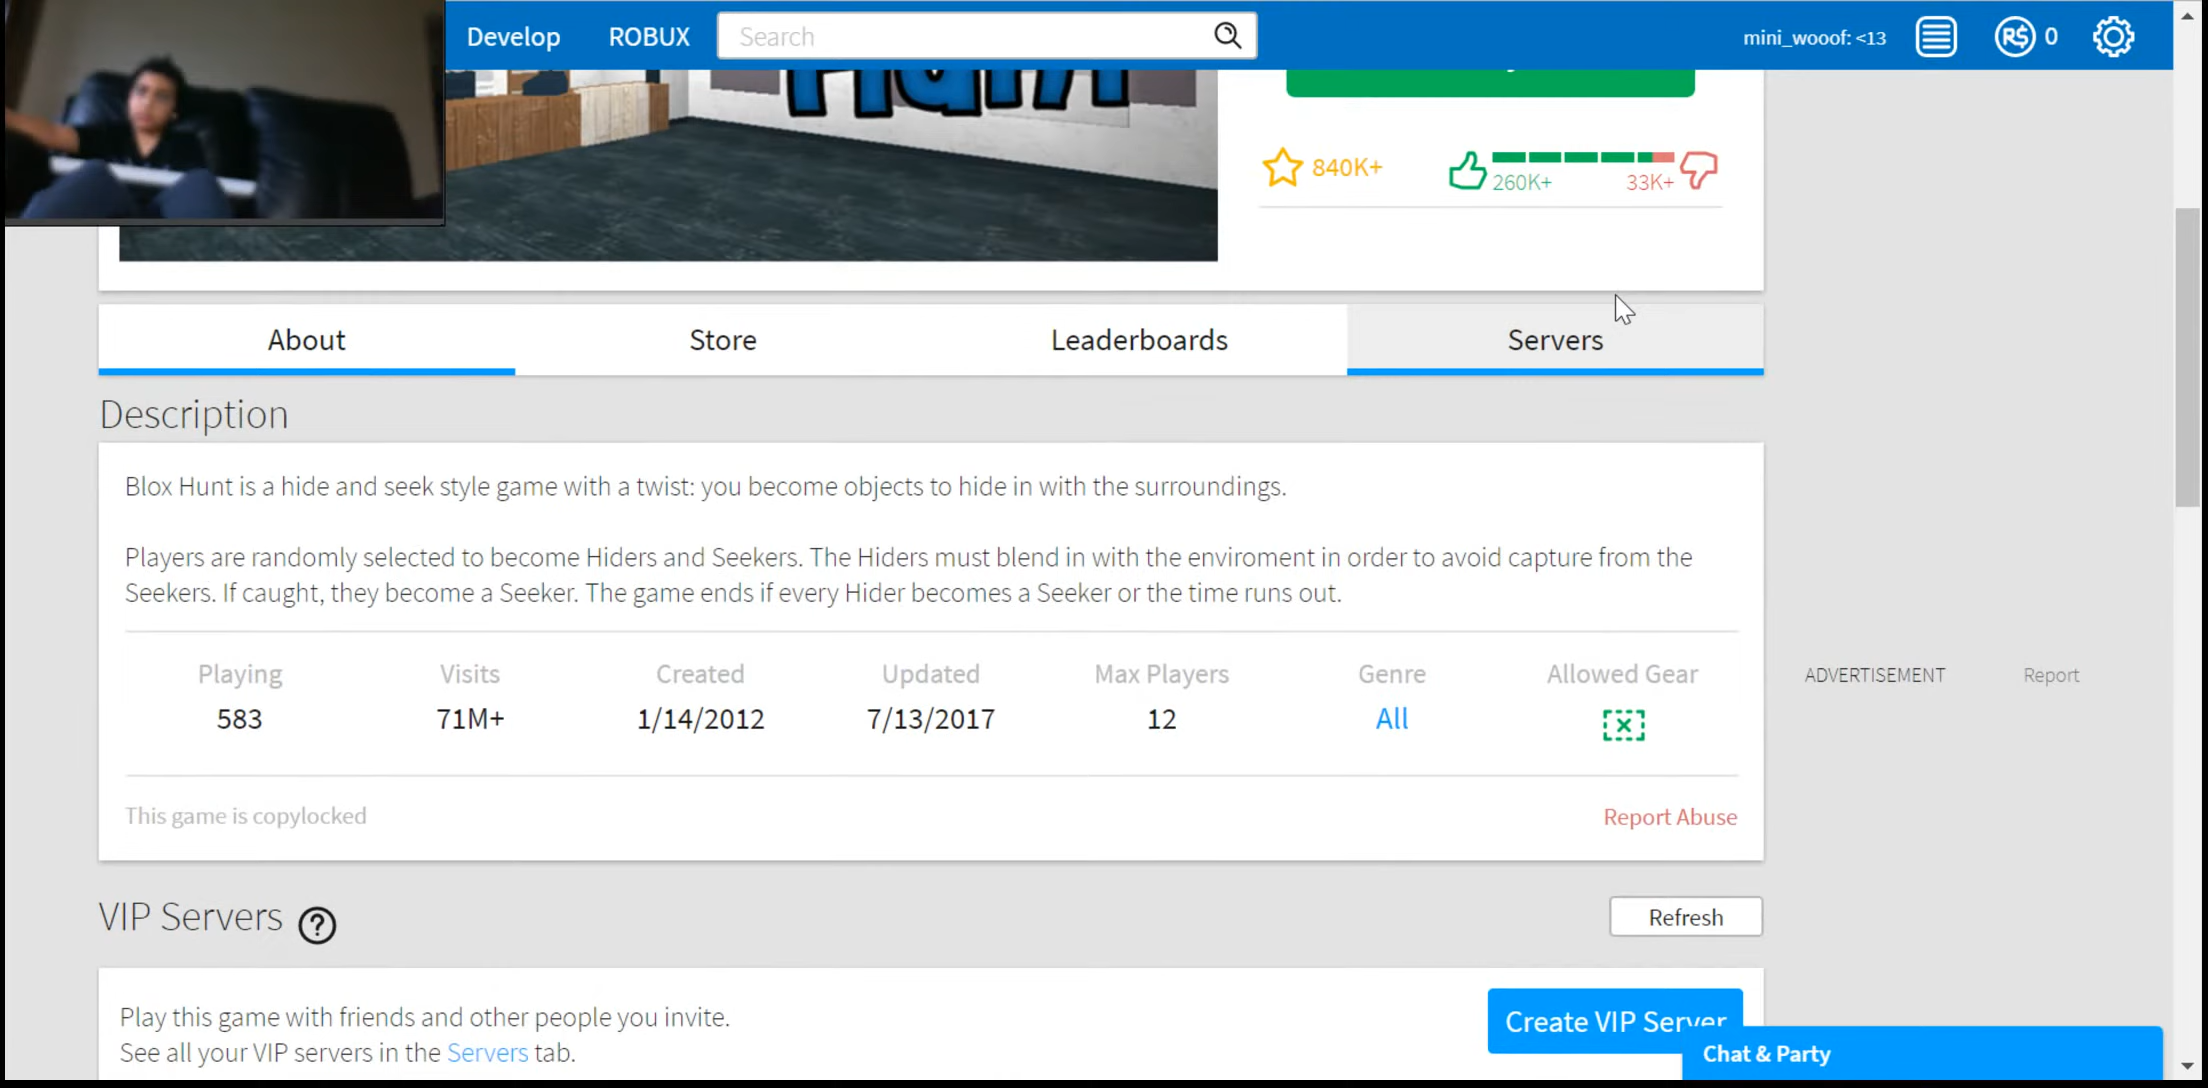 Develop ROBUX Search mini_wooof: <13 R$ 0
840K+ 260K+ 33K+
About Store Leaderboards Servers
Description
Blox Hunt is a hide and seek style game with a twist: you become objects to hide in with the surroundings.
Players are randomly selected to become Hiders and Seekers. The Hiders must blend in with the enviroment in order to avoid capture from the
Seekers. If caught, they become a Seeker. The game ends if every Hider becomes a Seeker or the time runs out.
Playing Visits Created Updated Max Players Genre Allowed Gear
583 71M+ 1/14/2012 7/13/2017 12 All
ADVERTISEMENT Report
This game is copylocked Report Abuse
VIP Servers ? Refresh
Play this game with friends and other people you invite.
See all your VIP servers in the Servers tab.
Create VIP Server
Chat & Party